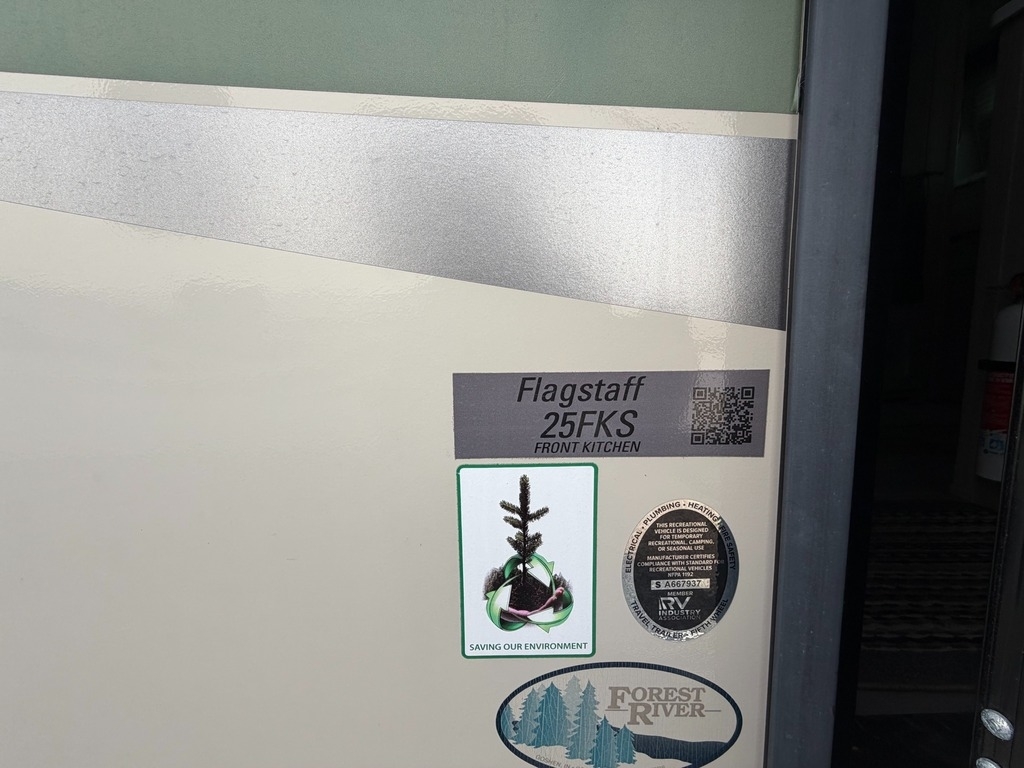 Flagstaff
25FKS
FRONT KITCHEN
SAVING OUR ENVIRONMENT
ELECTRICAL - PLUMBING - HEATING FIRE SAFETY
THIS RECREATIONAL
VEHICLE IS DESIGNED
FOR TEMPORARY
RECREATIONAL, CAMPING,
OR SEASONAL USE
MANUFACTURER CERTIFIES
COMPLIANCE WITH STANDARD FOR
RECREATIONAL VEHICLES
NFPA 1192
S A667937
MEMBER
RV
INDUSTRY
ASSOCIATION
TRAVEL TRAILER - FIFTH WHEEL
FOREST
RIVER